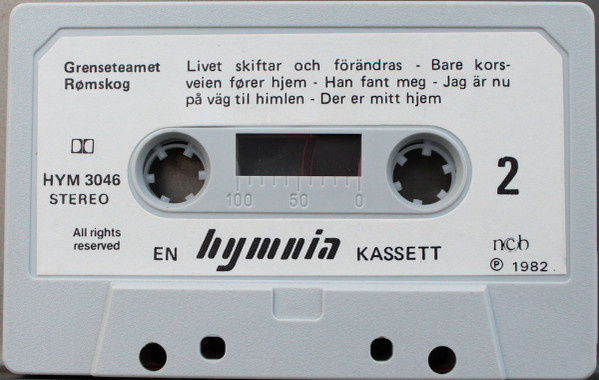 Grenseteamet
Rømskog
Livet skiftar och förändras - Bare kors-
veien fører hjem - Han fant meg - Jag är nu
på väg til himlen - Der er mitt hjem
HYM 3046
STEREO
100 50 0
2
All rights
reserved
EN hymnia KASSETT
ncb
℗ 1982